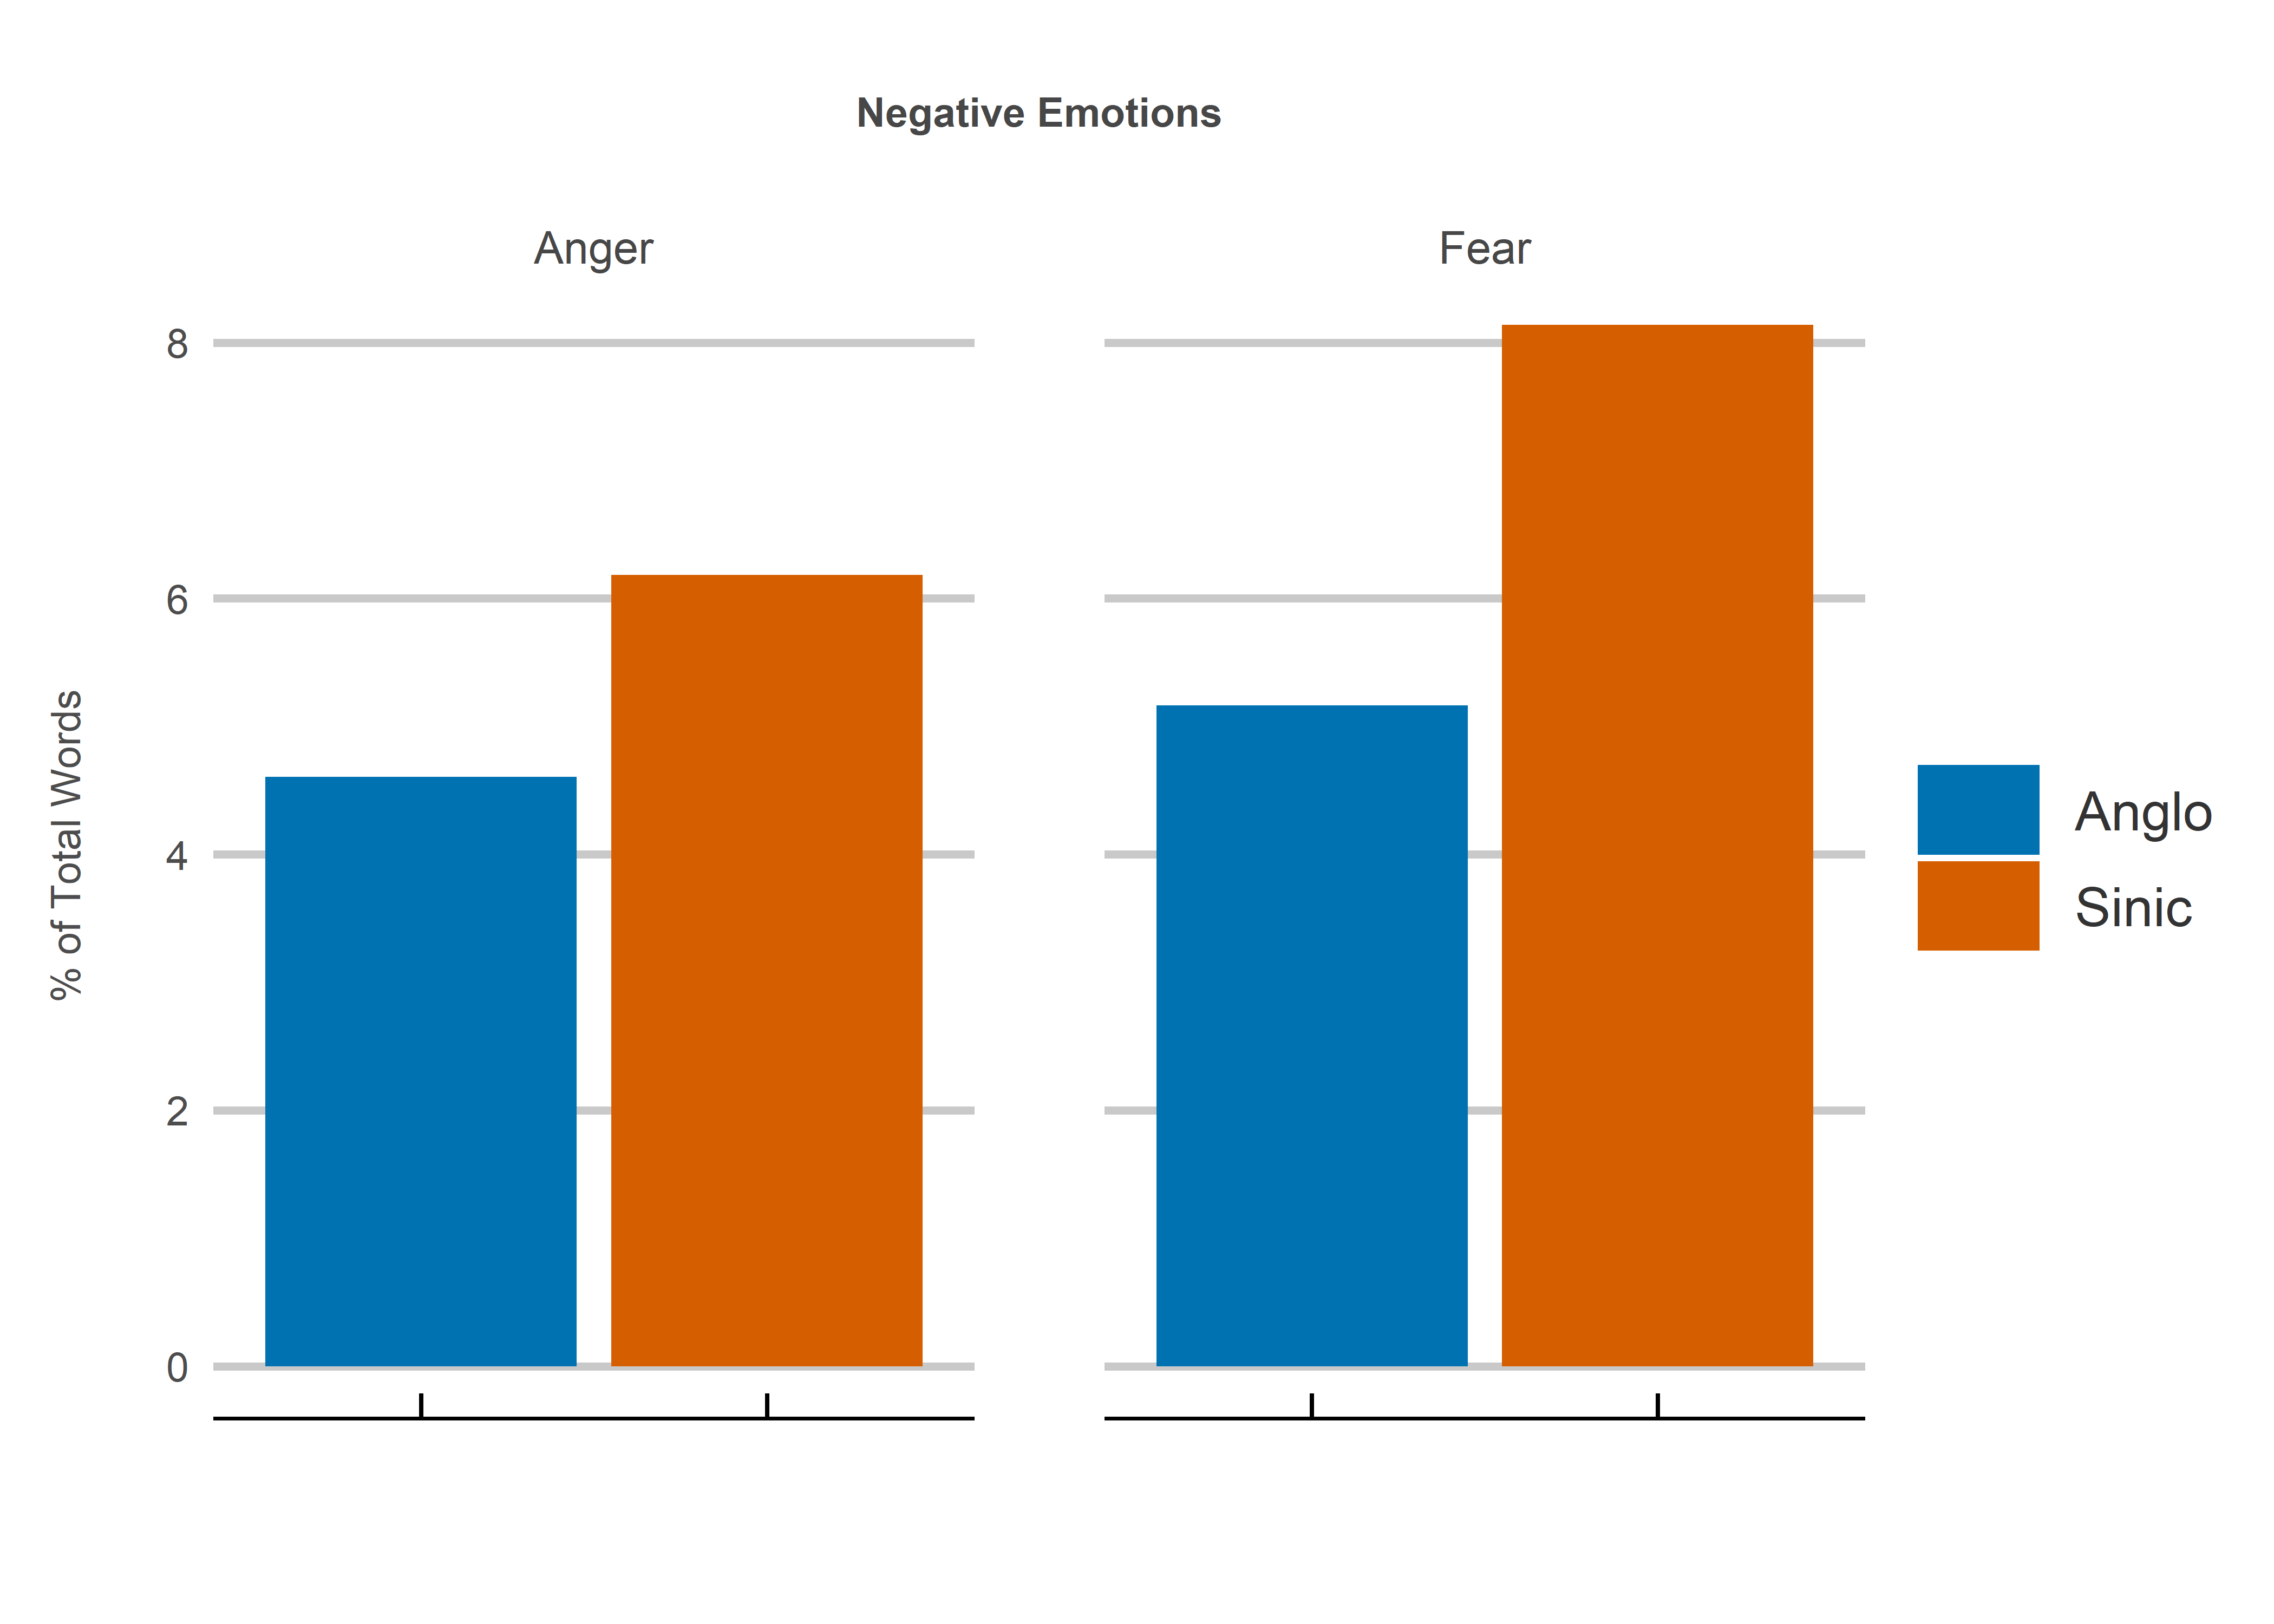 Negative Emotions
Anger
Fear
8
6
4
2
0
% of Total Words
Anglo
Sinic